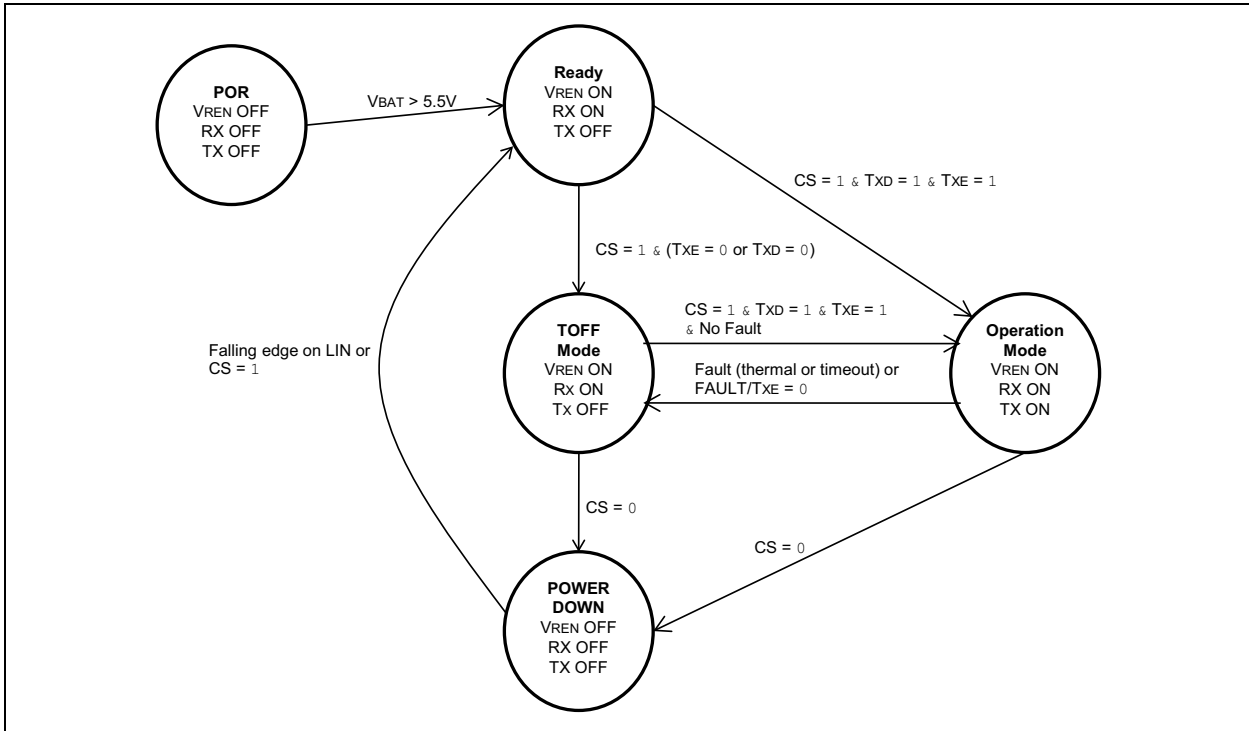 POR
VREN OFF
RX OFF
TX OFF
VBAT > 5.5V
Ready
VREN ON
RX ON
TX OFF
CS = 1 & TXD = 1 & TXE = 1
CS = 1 & (TXE = 0 or TXD = 0)
Falling edge on LIN or
CS = 1
TOFF
Mode
VREN ON
RX ON
TX OFF
CS = 1 & TXD = 1 & TXE = 1
& No Fault
Fault (thermal or timeout) or
FAULT/TXE = 0
Operation
Mode
VREN ON
RX ON
TX ON
CS = 0
CS = 0
POWER
DOWN
VREN OFF
RX OFF
TX OFF